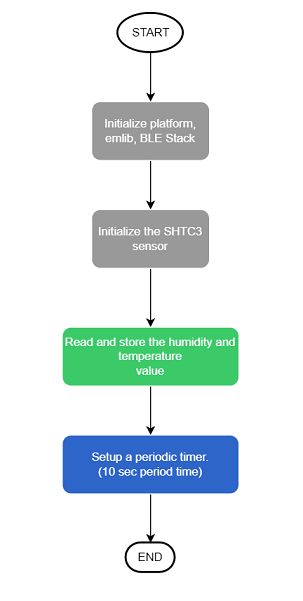 START
Initialize platform,
emlib, BLE Stack
Initialize the SHTC3
sensor
Read and store the humidity and
temperature
value
Setup a periodic timer.
(10 sec period time)
END